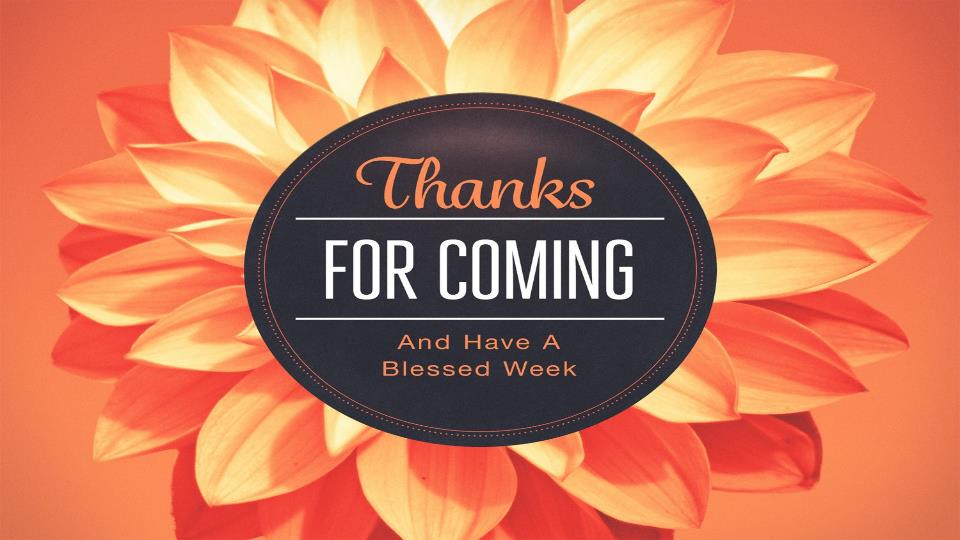 Thanks
FOR COMING
And Have A
Blessed Week